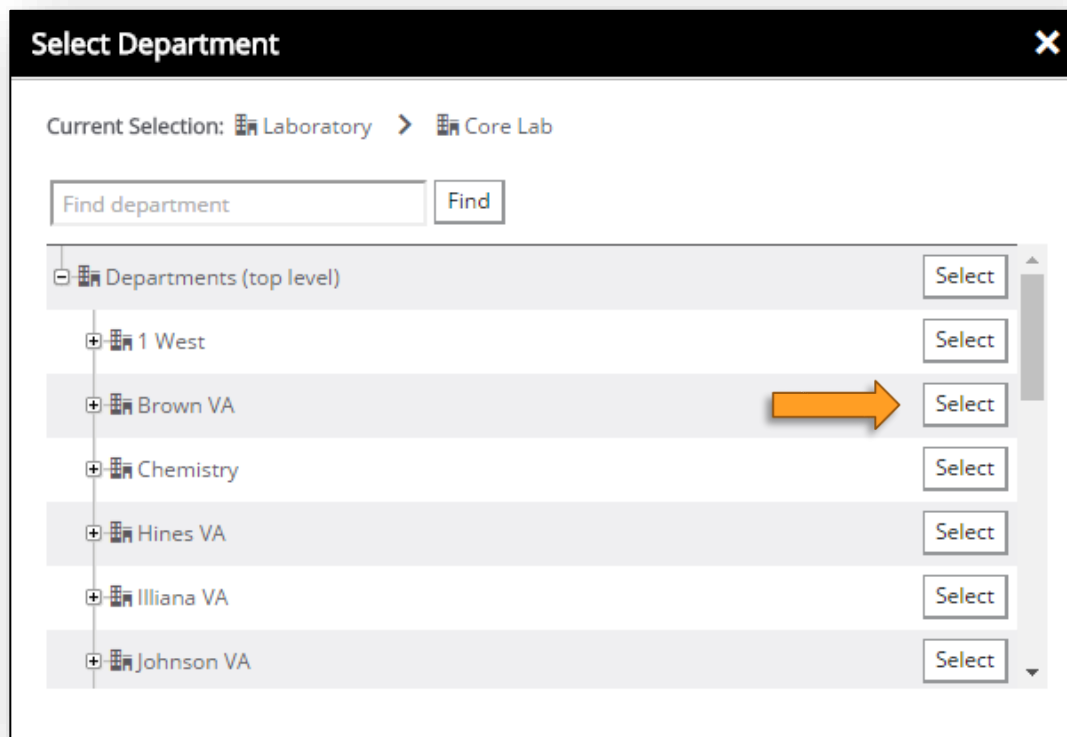 Select Department
Current Selection: Laboratory > Core Lab
Find department Find
Departments (top level) Select
1 West Select
Brown VA Select
Chemistry Select
Hines VA Select
Illiana VA Select
Johnson VA Select